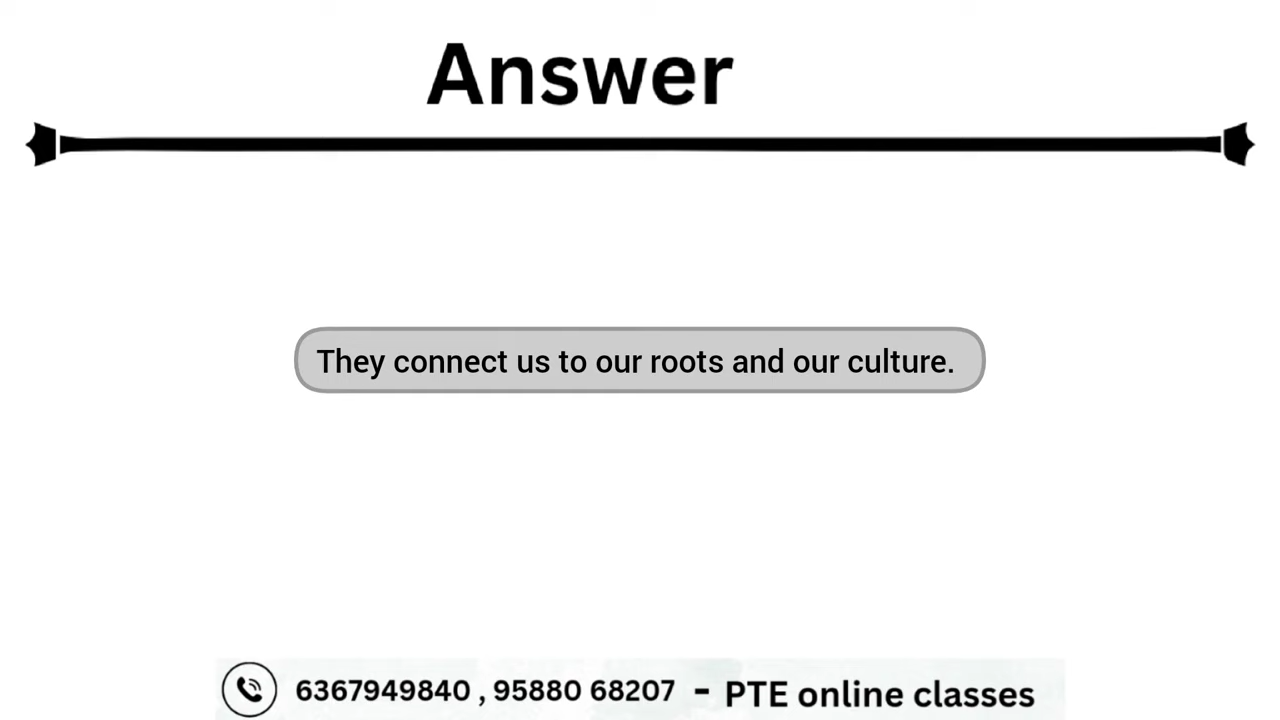 Answer
They connect us to our roots and our culture.
6367949840 , 95880 68207 - PTE online classes